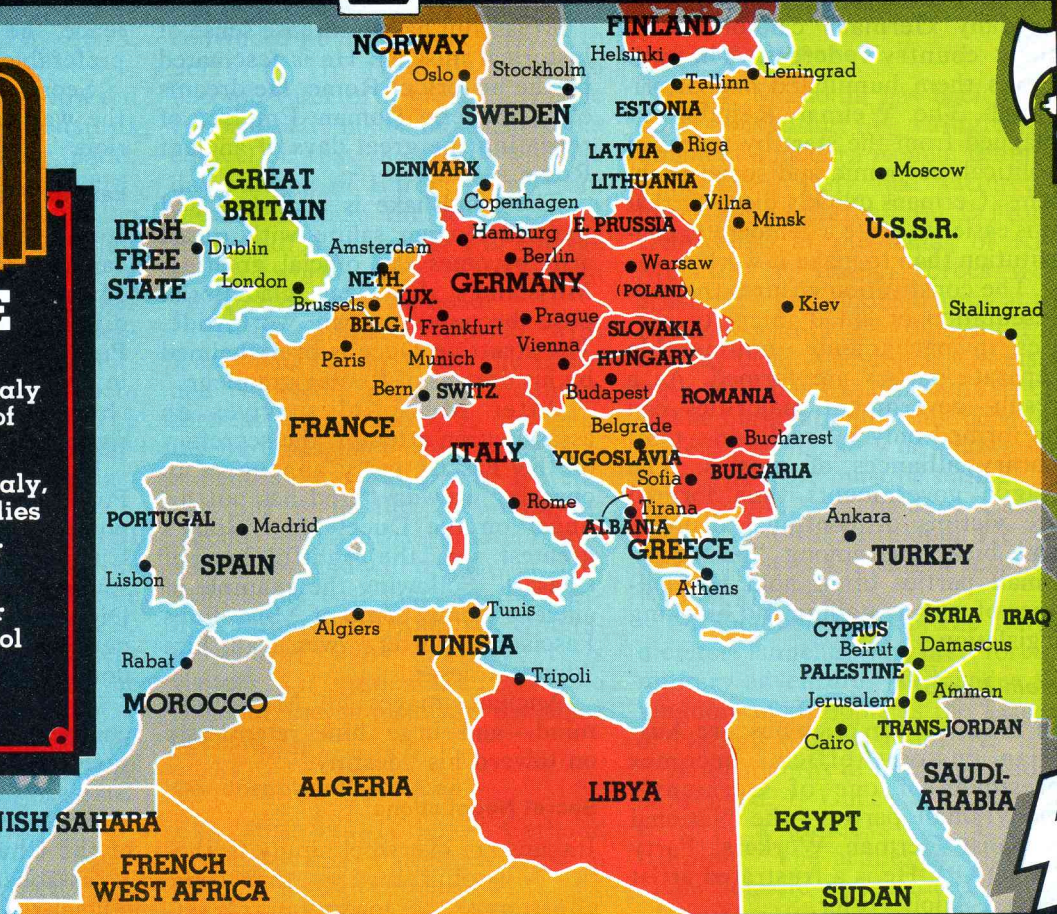 FINLAND
Helsinki
NORWAY
Oslo
Stockholm
SWEDEN
Leningrad
Tallinn
ESTONIA
LATVIA
Riga
LITHUANIA
Vilna
Minsk
Moscow
U.S.S.R.
DENMARK
Copenhagen
GREAT
BRITAIN
IRISH
FREE
STATE
Dublin
London
Amsterdam
NETH.
Brussels
BELG.
LUX.
Hamburg
Berlin
GERMANY
E. PRUSSIA
Warsaw
(POLAND)
Frankfurt
Prague
SLOVAKIA
Kiev
Stalingrad
Paris
Munich
Vienna
HUNGARY
Budapest
Bern
SWITZ.
FRANCE
ITALY
ROMANIA
Belgrade
Bucharest
YUGOSLAVIA
Sofia
BULGARIA
Rome
Tirana
ALBANIA
GREECE
Athens
PORTUGAL
Madrid
SPAIN
Lisbon
Ankara
TURKEY
Algiers
Tunis
TUNISIA
Tripoli
Rabat
MOROCCO
CYPRUS
SYRIA
IRAQ
Beirut
Damascus
PALESTINE
Jerusalem
Amman
TRANS-JORDAN
Cairo
SAUDI-
ARABIA
ALGERIA
LIBYA
EGYPT
SUDAN
NISH SAHARA
FRENCH
WEST AFRICA
E
aly
of
aly,
lies
ol